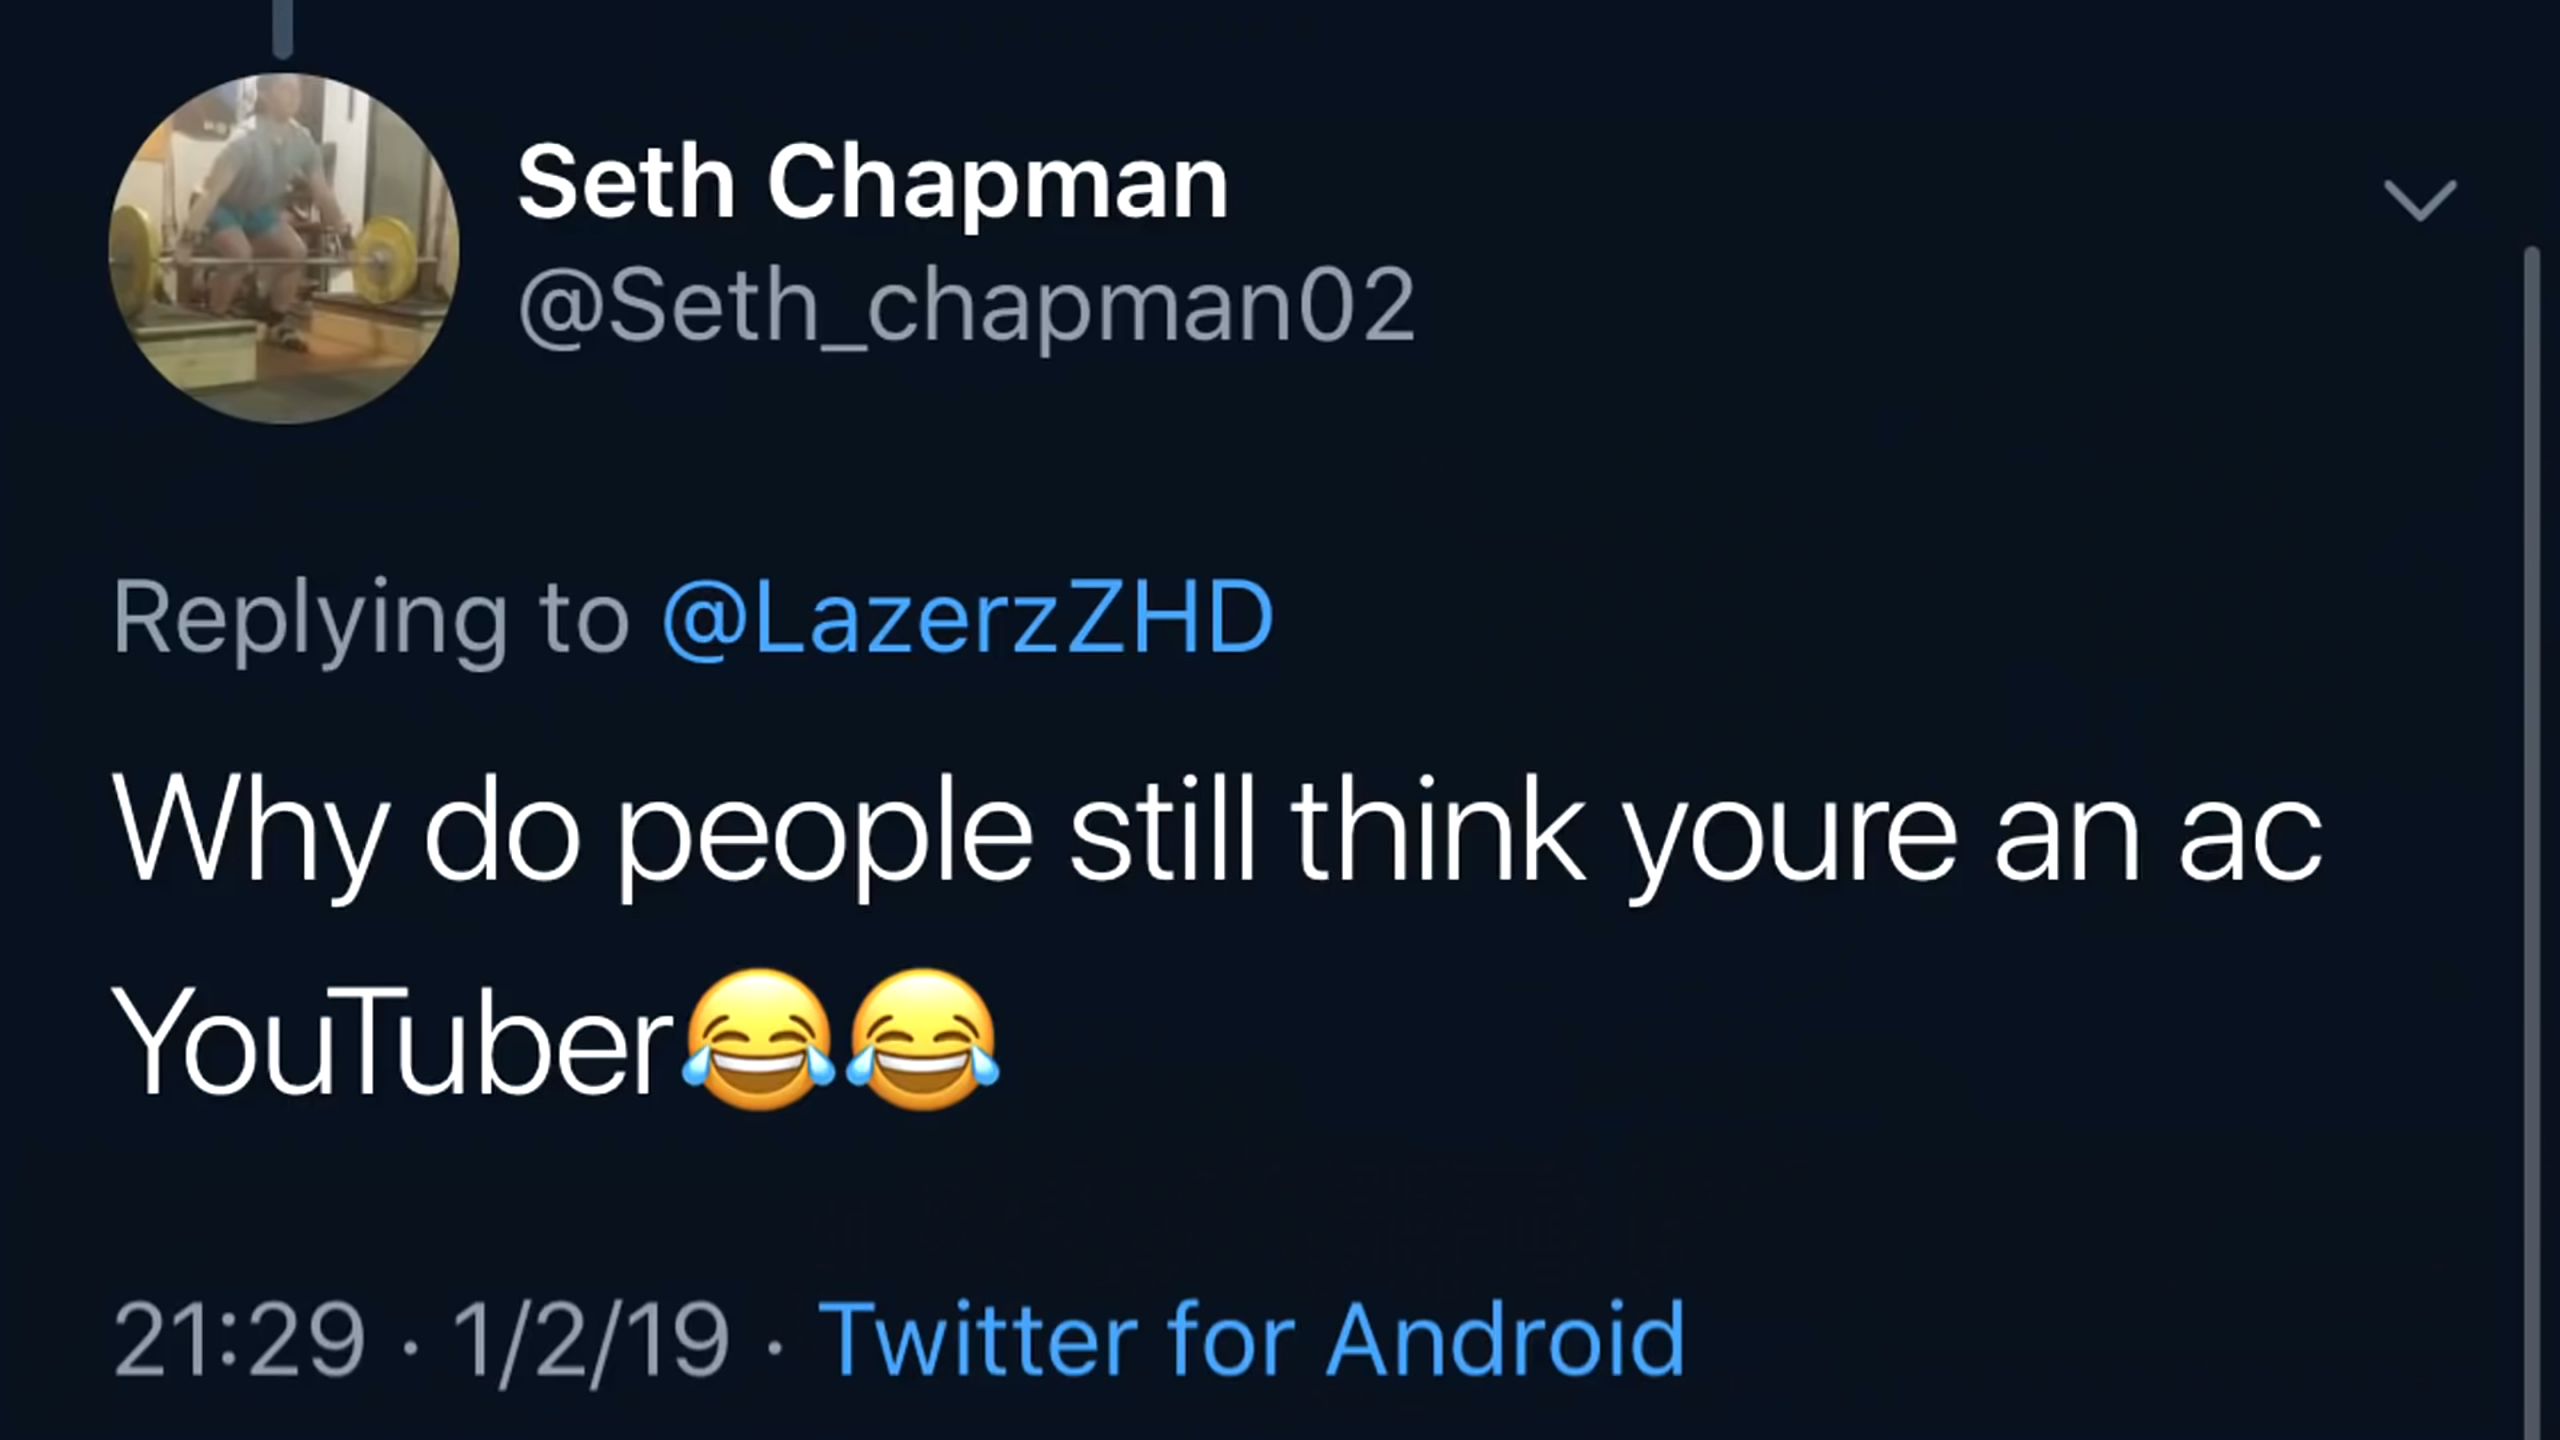 Seth Chapman
@Seth_chapman02
Replying to @LazerzZHD
Why do people still think youre an ac
YouTuber😂😂
21:29 · 1/2/19 · Twitter for Android